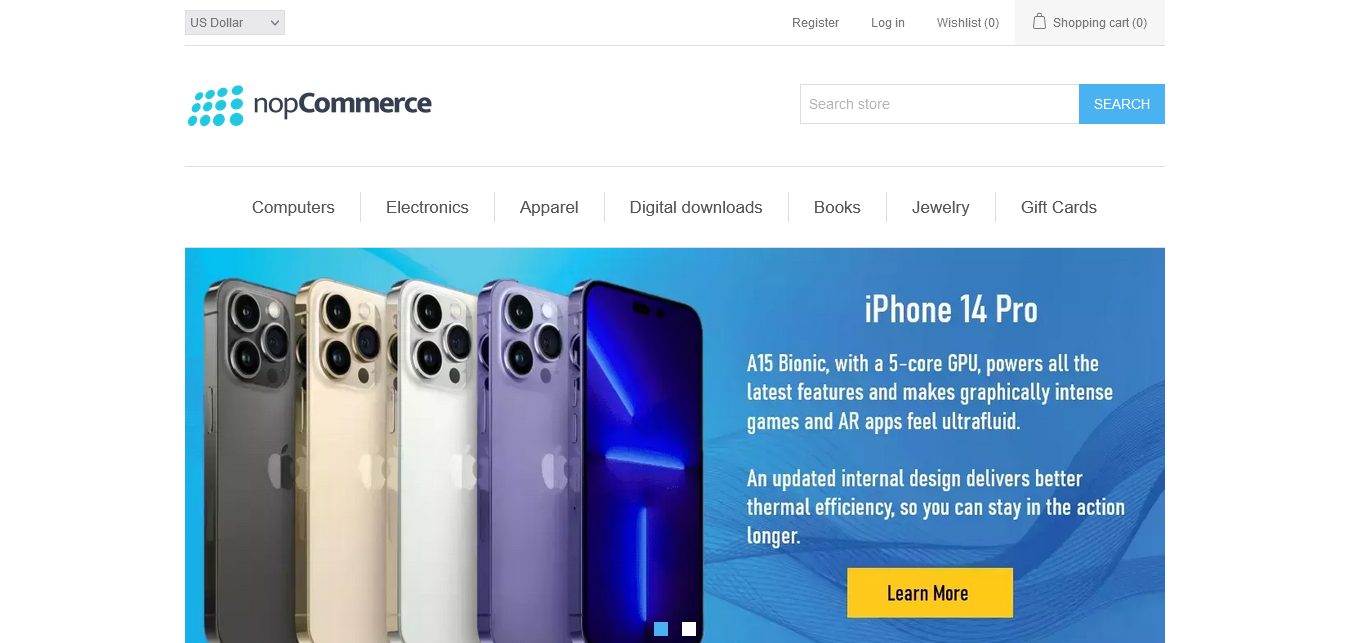 US Dollar
Register
Log in
Wishlist (0)
Shopping cart (0)
nopCommerce
Search store
SEARCH
Computers
Electronics
Apparel
Digital downloads
Books
Jewelry
Gift Cards
iPhone 14 Pro
A15 Bionic, with a 5-core GPU, powers all the
latest features and makes graphically intense
games and AR apps feel ultrafluid.
An updated internal design delivers better
thermal efficiency, so you can stay in the action
longer.
Learn More